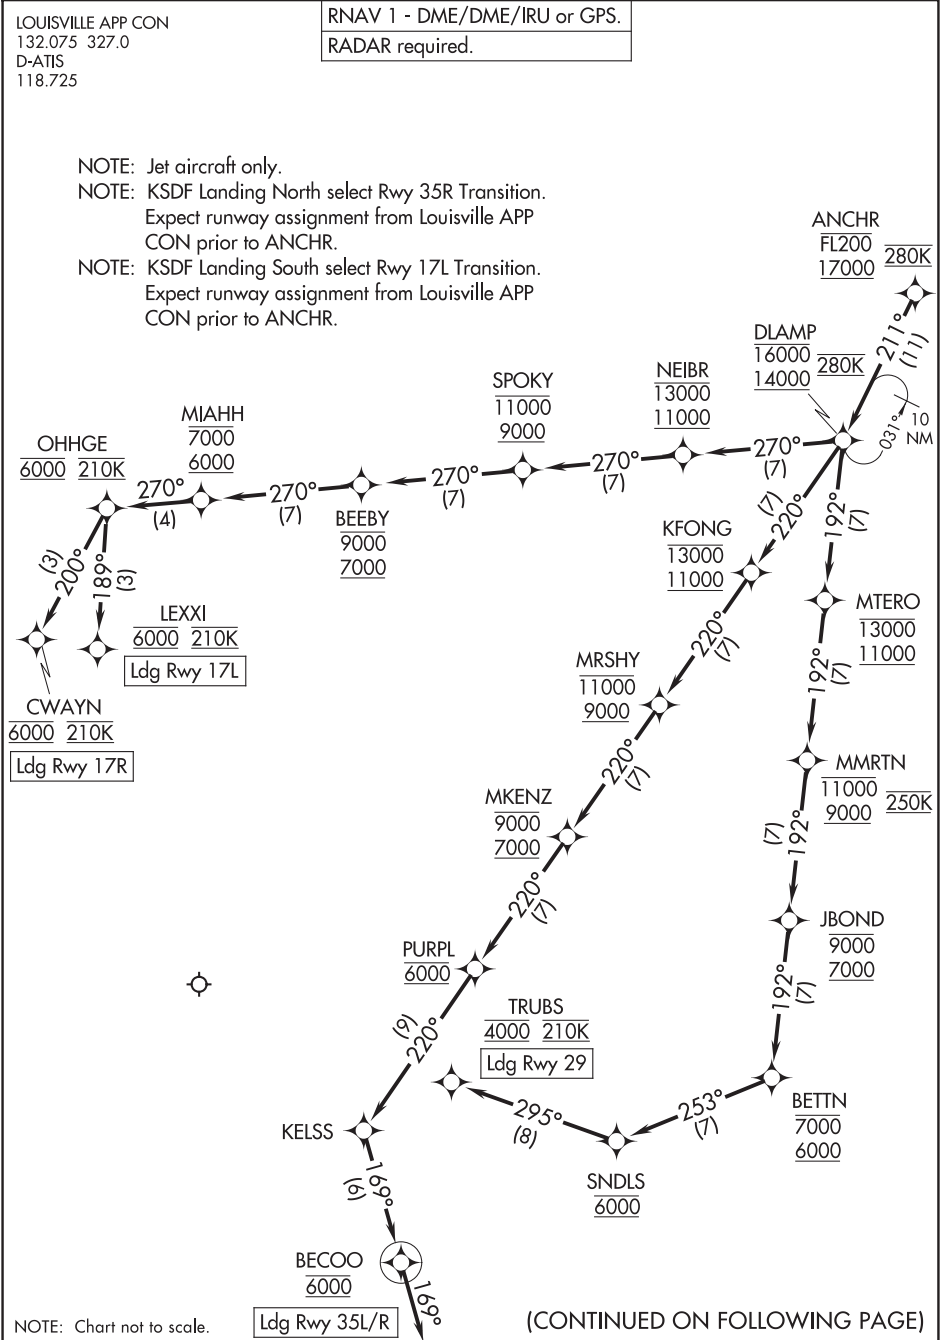 LOUISVILLE APP CON
132.075 327.0
D-ATIS
118.725
RNAV 1 - DME/DME/IRU or GPS.
RADAR required.
NOTE: Jet aircraft only.
NOTE: KSDF Landing North select Rwy 35R Transition.
Expect runway assignment from Louisville APP
CON prior to ANCHR.
NOTE: KSDF Landing South select Rwy 17L Transition.
Expect runway assignment from Louisville APP
CON prior to ANCHR.
ANCHR
FL200
17000
280K
211°
(11)
DLAMP
16000
14000
280K
031°
10
NM
NEIBR
13000
11000
270°
(7)
SPOKY
11000
9000
270°
(7)
270°
(7)
BEEBY
9000
7000
270°
(7)
MIAHH
7000
6000
270°
(4)
OHHGE
6000 210K
(3)
200°
189°
(3)
LEXXI
6000 210K
Ldg Rwy 17L
CWAYN
6000 210K
Ldg Rwy 17R
(7)
220°
192°
(7)
KFONG
13000
11000
220°
(7)
MTERO
13000
11000
192°
(7)
MRSHY
11000
9000
220°
(7)
MMRTN
11000
9000
250K
(7)
192°
MKENZ
9000
7000
220°
(7)
JBOND
9000
7000
192°
(7)
PURPL
6000
(9)
220°
TRUBS
4000 210K
Ldg Rwy 29
295°
(8)
253°
(7)
BETTN
7000
6000
SNDLS
6000
KELSS
169°
(6)
BECOO
6000
Ldg Rwy 35L/R
169°
NOTE: Chart not to scale.
(CONTINUED ON FOLLOWING PAGE)